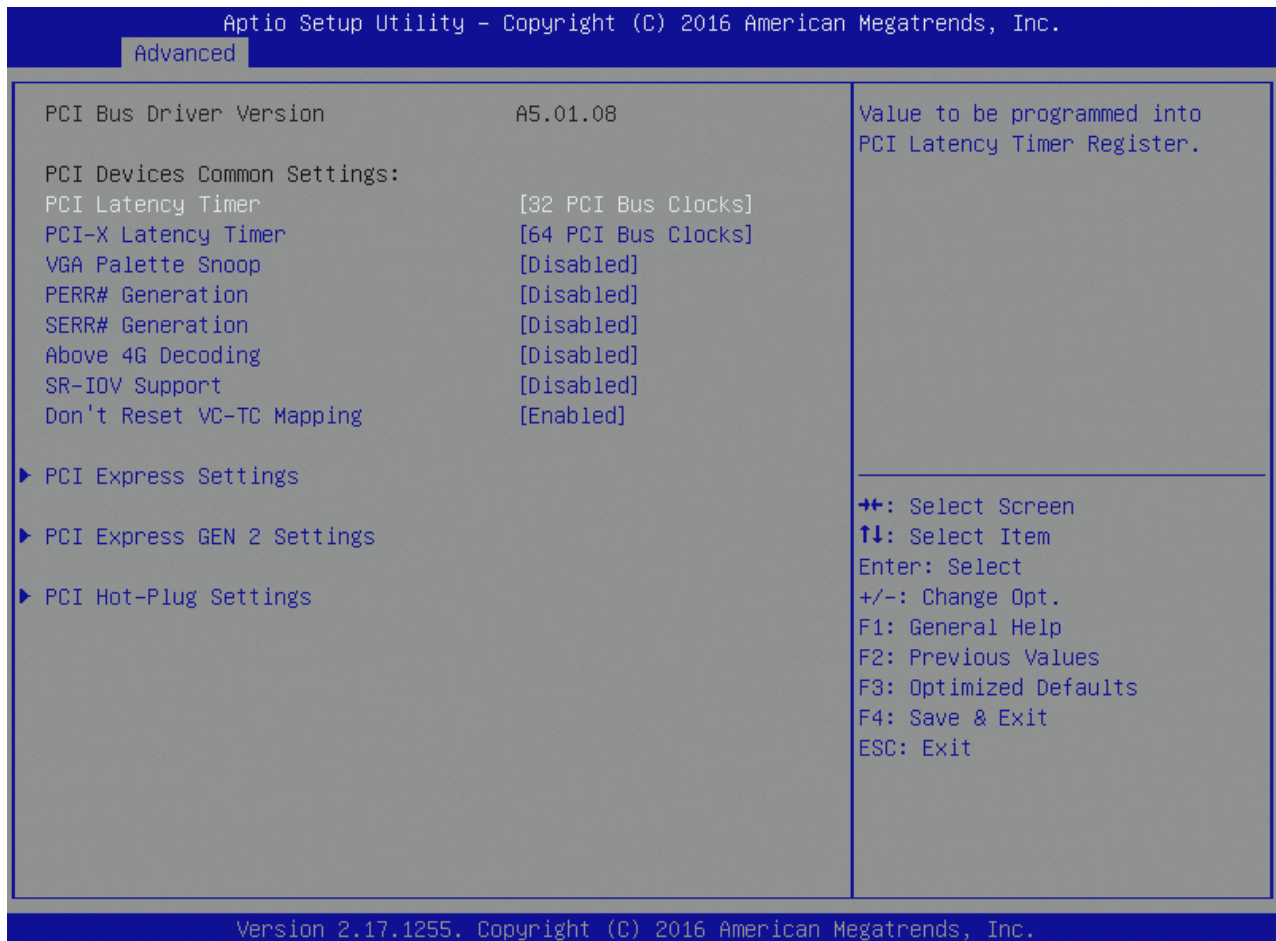 Aptio Setup Utility – Copyright (C) 2016 American Megatrends, Inc.
Advanced
PCI Bus Driver Version A5.01.08
PCI Devices Common Settings:
PCI Latency Timer [32 PCI Bus Clocks]
PCI-X Latency Timer [64 PCI Bus Clocks]
VGA Palette Snoop [Disabled]
PERR# Generation [Disabled]
SERR# Generation [Disabled]
Above 4G Decoding [Disabled]
SR-IOV Support [Disabled]
Don't Reset VC-TC Mapping [Enabled]
▶ PCI Express Settings
▶ PCI Express GEN 2 Settings
▶ PCI Hot-Plug Settings
Value to be programmed into
PCI Latency Timer Register.
→←: Select Screen
↑↓: Select Item
Enter: Select
+/-: Change Opt.
F1: General Help
F2: Previous Values
F3: Optimized Defaults
F4: Save & Exit
ESC: Exit
Version 2.17.1255. Copyright (C) 2016 American Megatrends, Inc.